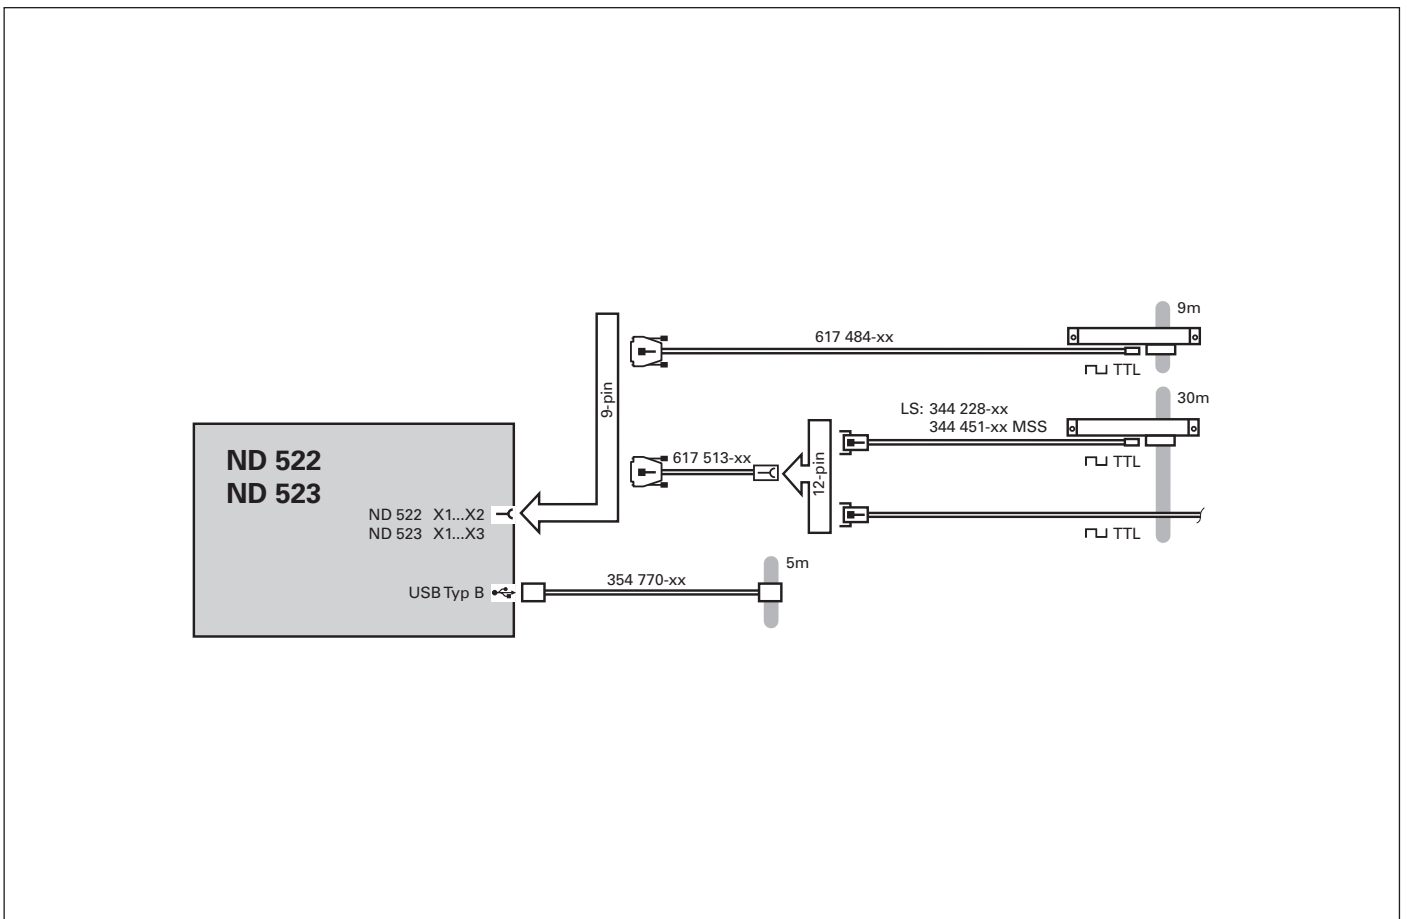 9m
617 484-xx
TTL
9-pin
30m
LS: 344 228-xx
344 451-xx MSS
TTL
617 513-xx
12-pin
TTL
ND 522
ND 523
ND 522 X1...X2
ND 523 X1...X3
5m
354 770-xx
USB Typ B